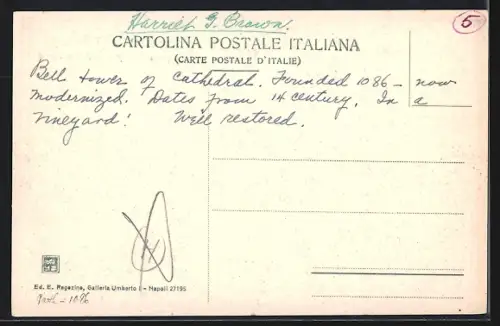 Harriet G. Brown.
5
CARTOLINA POSTALE ITALIANA
(CARTE POSTALE D'ITALIE)
Bell tower of Cathedral. Founded 1086 – now
modernized. Dates from 14 century. In a
vineyard! Well restored.
Ed. E. Ragozino, Galleria Umberto I - Napoli 27195
1086